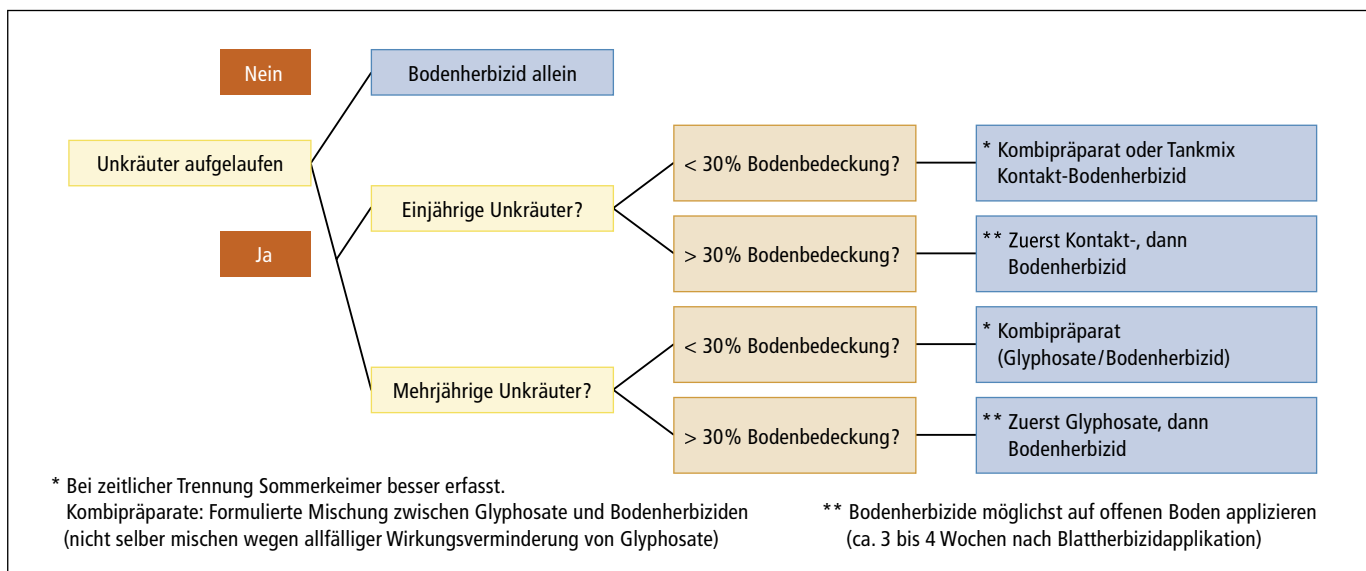 Nein
Bodenherbizid allein
Unkräuter aufgelaufen
Ja
Einjährige Unkräuter?
< 30% Bodenbedeckung?
* Kombipräparat oder Tankmix
Kontakt-Bodenherbizid
> 30% Bodenbedeckung?
** Zuerst Kontakt-, dann
Bodenherbizid
Mehrjährige Unkräuter?
< 30% Bodenbedeckung?
* Kombipräparat
(Glyphosate/Bodenherbizid)
> 30% Bodenbedeckung?
** Zuerst Glyphosate, dann
Bodenherbizid
* Bei zeitlicher Trennung Sommerkeimer besser erfasst.
Kombipräparate: Formulierte Mischung zwischen Glyphosate und Bodenherbiziden
(nicht selber mischen wegen allfälliger Wirkungsverminderung von Glyphosate)
** Bodenherbizide möglichst auf offenen Boden applizieren
(ca. 3 bis 4 Wochen nach Blattherbizidapplikation)